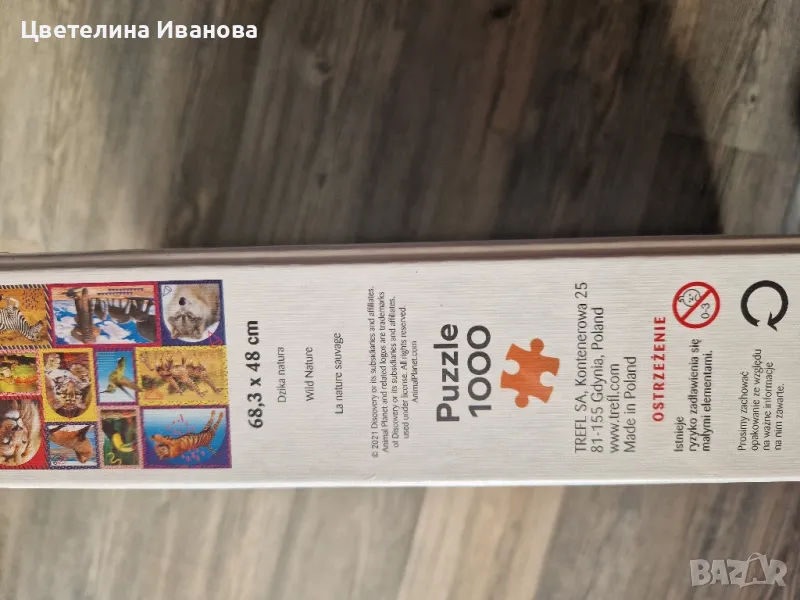 Цветелина Иванова
68,3 x 48 cm
Dzika natura
Wild Nature
La nature sauvage
© 2021 Discovery or its subsidiaries and affiliates.
Animal Planet and related logos are trademarks
of Discovery or its subsidiaries and affiliates,
used under license. All rights reserved.
AnimalPlanet.com
Puzzle
1000
TREFL SA, Kontenerowa 25
81-155 Gdynia, Poland
www.trefl.com
Made in Poland
OSTRZEŻENIE
Istnieje
ryzyko zadławienia się
małymi elementami.
0-3
Prosimy zachować
opakowanie ze względu
na ważne informacje
na nim zawarte.
BAZAR